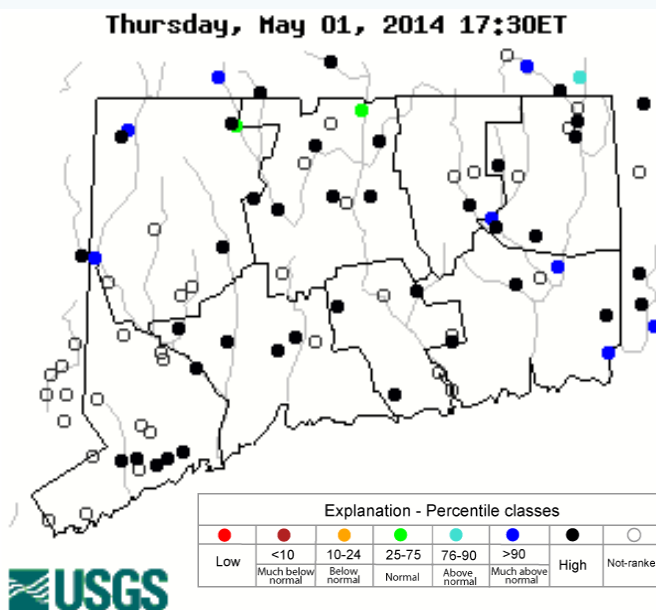 Thursday, May 01, 2014 17:30ET
Explanation - Percentile classes
Low
<10
Much below normal
10-24
Below normal
25-75
Normal
76-90
Above normal
>90
Much above normal
High
Not-ranke
USGS